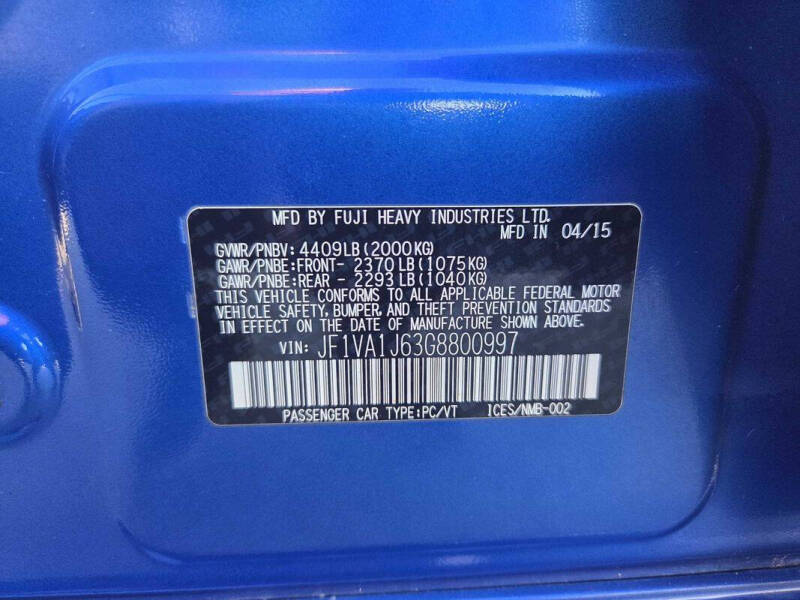 MFD BY FUJI HEAVY INDUSTRIES LTD.
MFD IN 04/15
GVWR/PNBV: 4409LB(2000KG)
GAWR/PNBE:FRONT- 2370LB(1075KG)
GAWR/PNBE:REAR - 2293LB(1040KG)
THIS VEHICLE CONFORMS TO ALL APPLICABLE FEDERAL MOTOR
VEHICLE SAFETY, BUMPER, AND THEFT PREVENTION STANDARDS
IN EFFECT ON THE DATE OF MANUFACTURE SHOWN ABOVE.
VIN: JF1VA1J63G8800997
PASSENGER CAR TYPE:PC/VT ICES/NMB-002